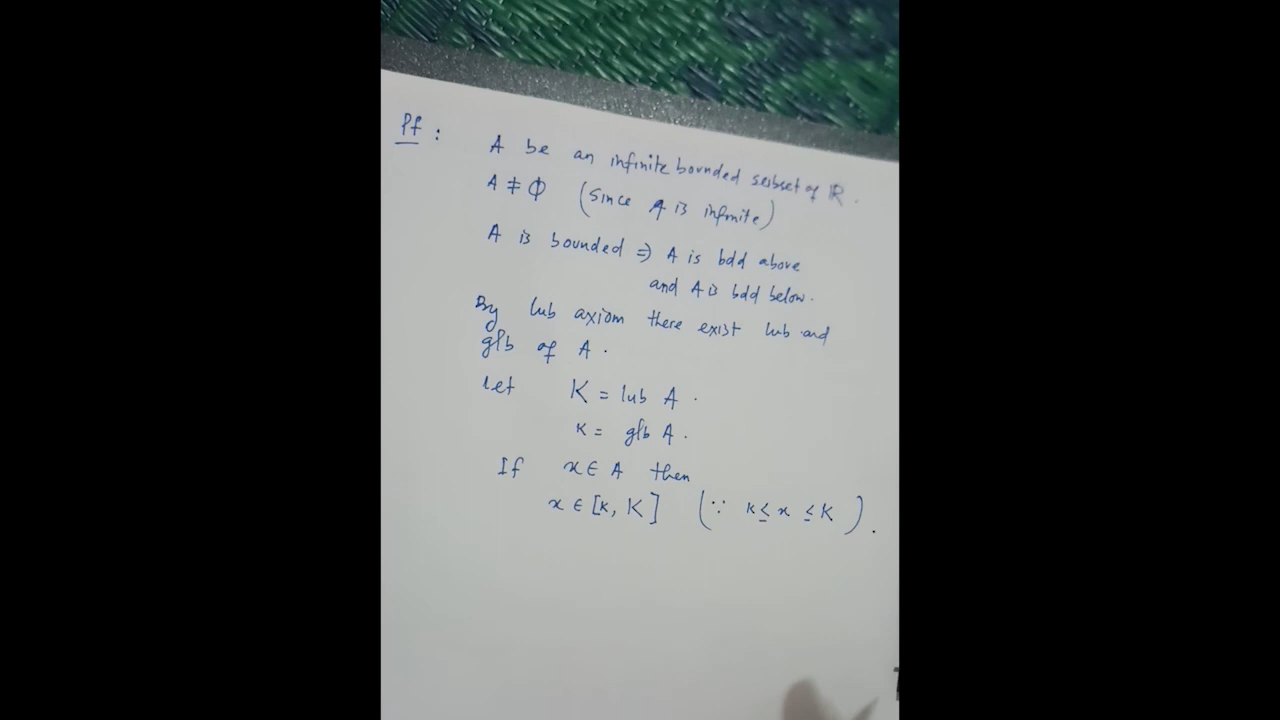 Pf :
A be an infinite bounded subset of ℝ.
A ≠ Φ (Since A is infinite)
A is bounded ⇒ A is bdd above
and A is bdd below.
By lub axiom there exist lub and
glb of A.
Let K = lub A.
k = glb A.
If x ∈ A then
x ∈ [k, K] (∵ k ≤ x ≤ K).